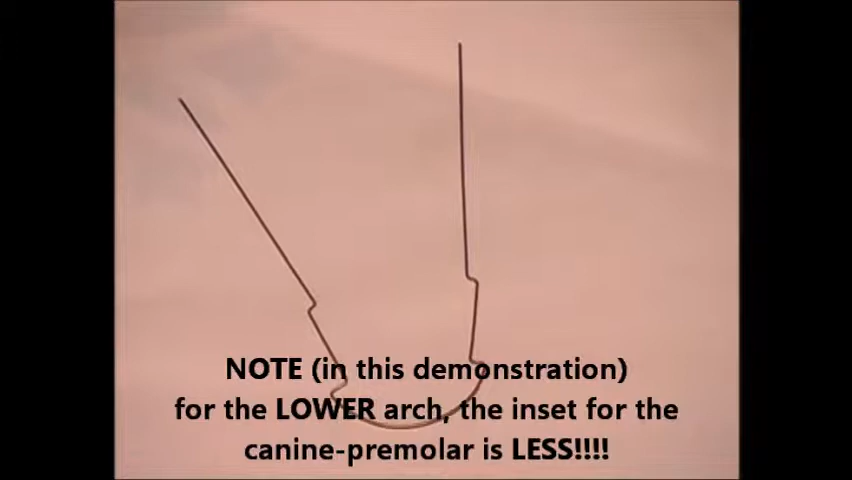 NOTE (in this demonstration)
for the LOWER arch, the inset for the
canine-premolar is LESS!!!!